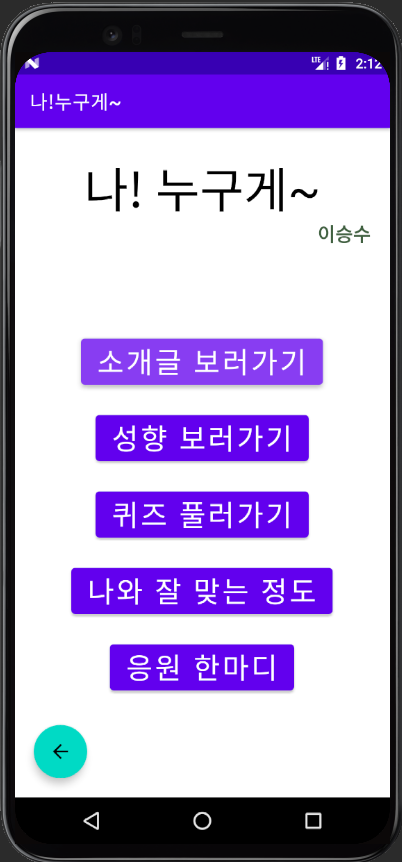 LTE 2:12
나!누구게~
나! 누구게~
이승수
소개글 보러가기
성향 보러가기
퀴즈 풀러가기
나와 잘 맞는 정도
응원 한마디